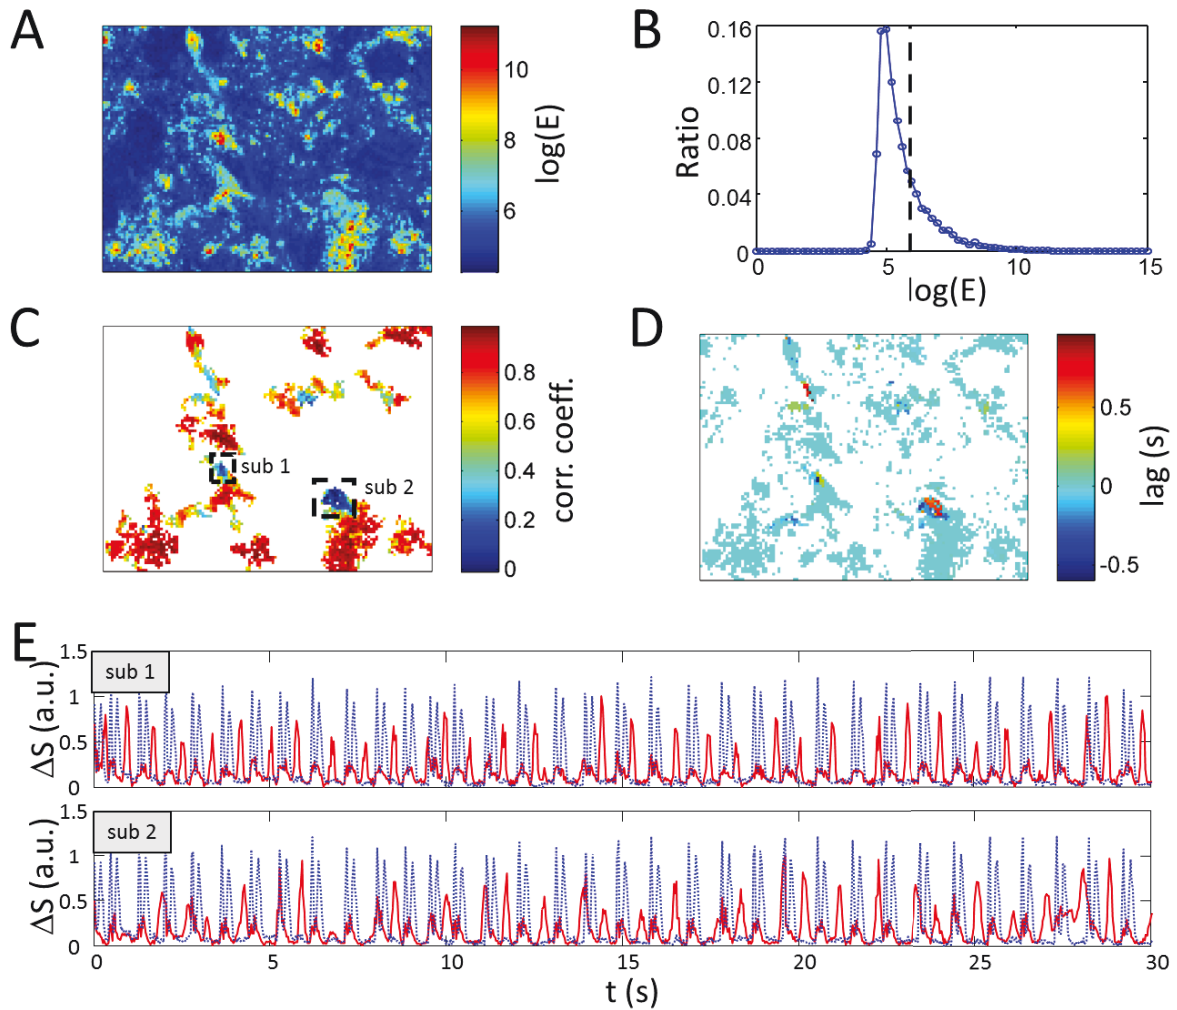 A
10
8
6
log(E)
B
0.16
0.12
0.08
0.04
0
Ratio
0
5
10
15
log(E)
C
sub 1
sub 2
0.8
0.6
0.4
0.2
0
corr. coeff.
D
0.5
0
-0.5
lag (s)
E
1.5
1
0.5
0
ΔS (a.u.)
sub 1
1.5
1
0.5
0
ΔS (a.u.)
sub 2
0
5
10
15
20
25
30
t (s)